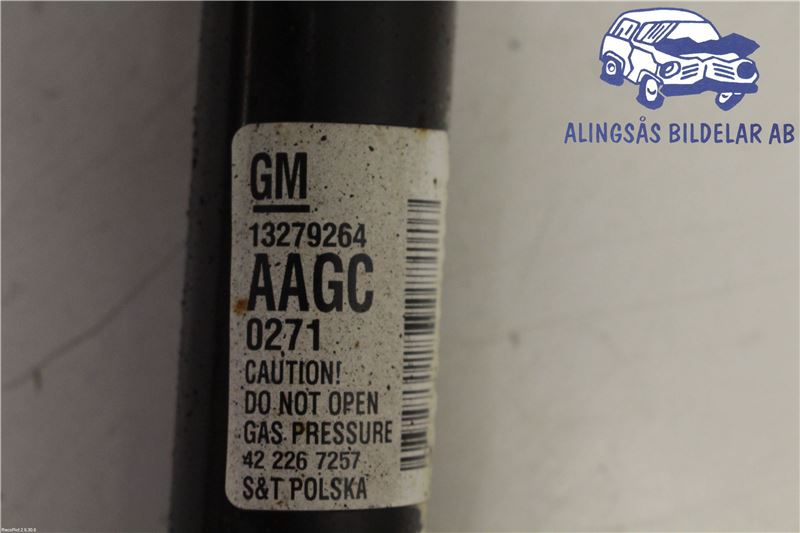 ALINGSÅS BILDELAR AB
GM
13279264
AAGC
0271
CAUTION!
DO NOT OPEN
GAS PRESSURE
42 226 7257
S&T POLSKA